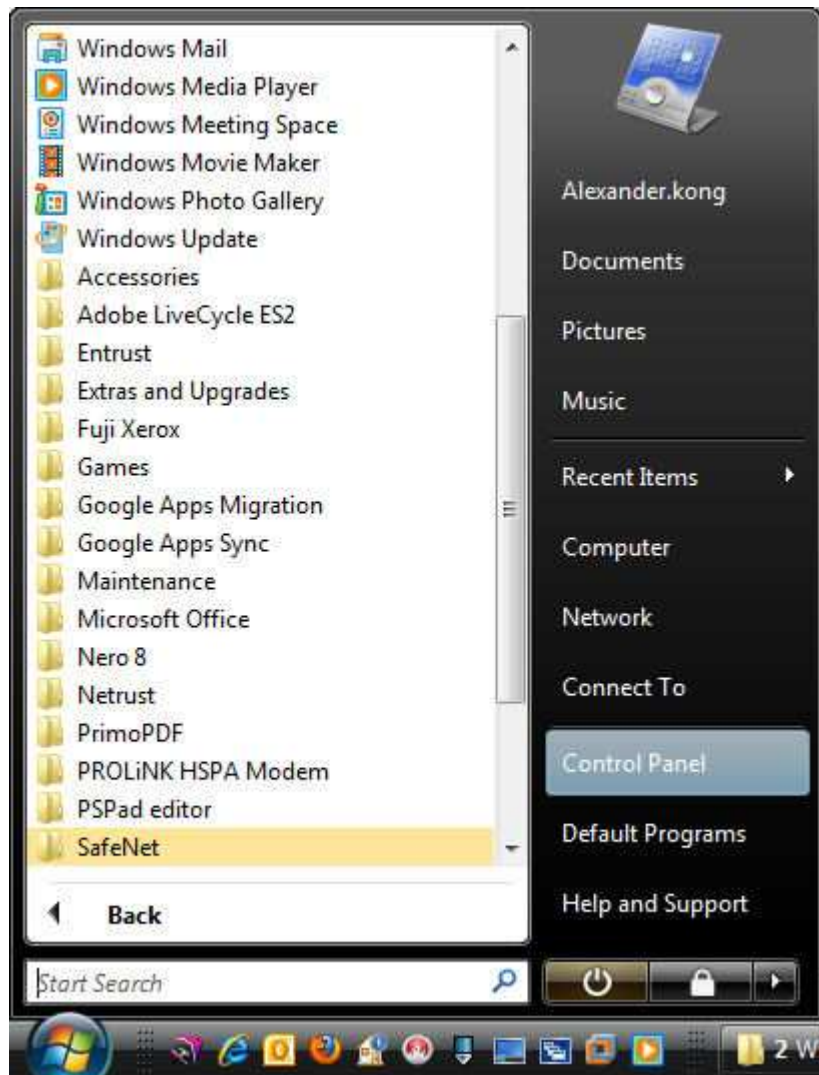 Windows Mail
Windows Media Player
Windows Meeting Space
Windows Movie Maker
Windows Photo Gallery
Windows Update
Accessories
Adobe LiveCycle ES2
Entrust
Extras and Upgrades
Fuji Xerox
Games
Google Apps Migration
Google Apps Sync
Maintenance
Microsoft Office
Nero 8
Netrust
PrimoPDF
PROLiNK HSPA Modem
PSPad editor
SafeNet
Back
Start Search
Alexander.kong
Documents
Pictures
Music
Recent Items
Computer
Network
Connect To
Control Panel
Default Programs
Help and Support
2 W